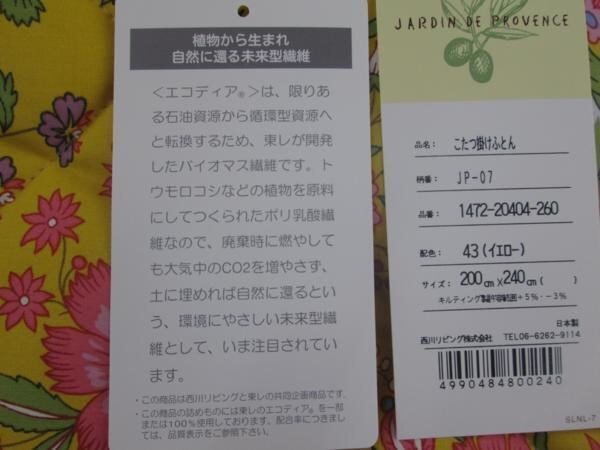 植物から生まれ
自然に還る未来型繊維
＜エコディア®＞は、限りあ
る石油資源から循環型資源へ
と転換するため、東レが開発
したバイオマス繊維です。ト
ウモロコシなどの植物を原料
にしてつくられたポリ乳酸繊
維なので、廃棄時に燃やして
も大気中のCO2を増やさず、
土に埋めれば自然に還るとい
う、環境にやさしい未来型繊
維として、いま注目されてい
ます。
・この商品は西川リビングと東レの共同企画商品です。
・この商品の詰めものには東レのエコディア®を一部
または100％使用しております。配合率につきまし
ては、品質表示をご参照下さい。
JARDIN DE PROVENCE
品名： こたつ掛けふとん
柄番： JP-07
品番： 1472-20404-260
配色： 43(イエロー)
サイズ： 200cm×240cm( )
キルティング製品許容範囲+5%・-3%
日本製
西川リビング株式会社 TEL06-6262-9114
4990484800240
SLNL-7